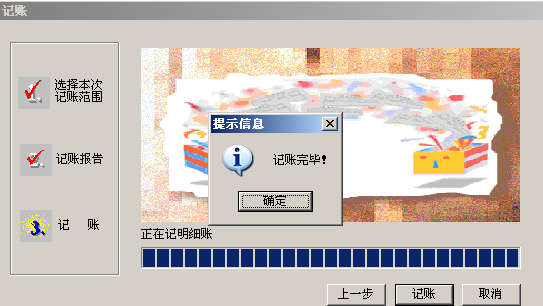 记账
选择本次
记账范围
记账报告
记 账
提示信息
记账完毕!
确定
正在记明细账
上一步
记账
取消